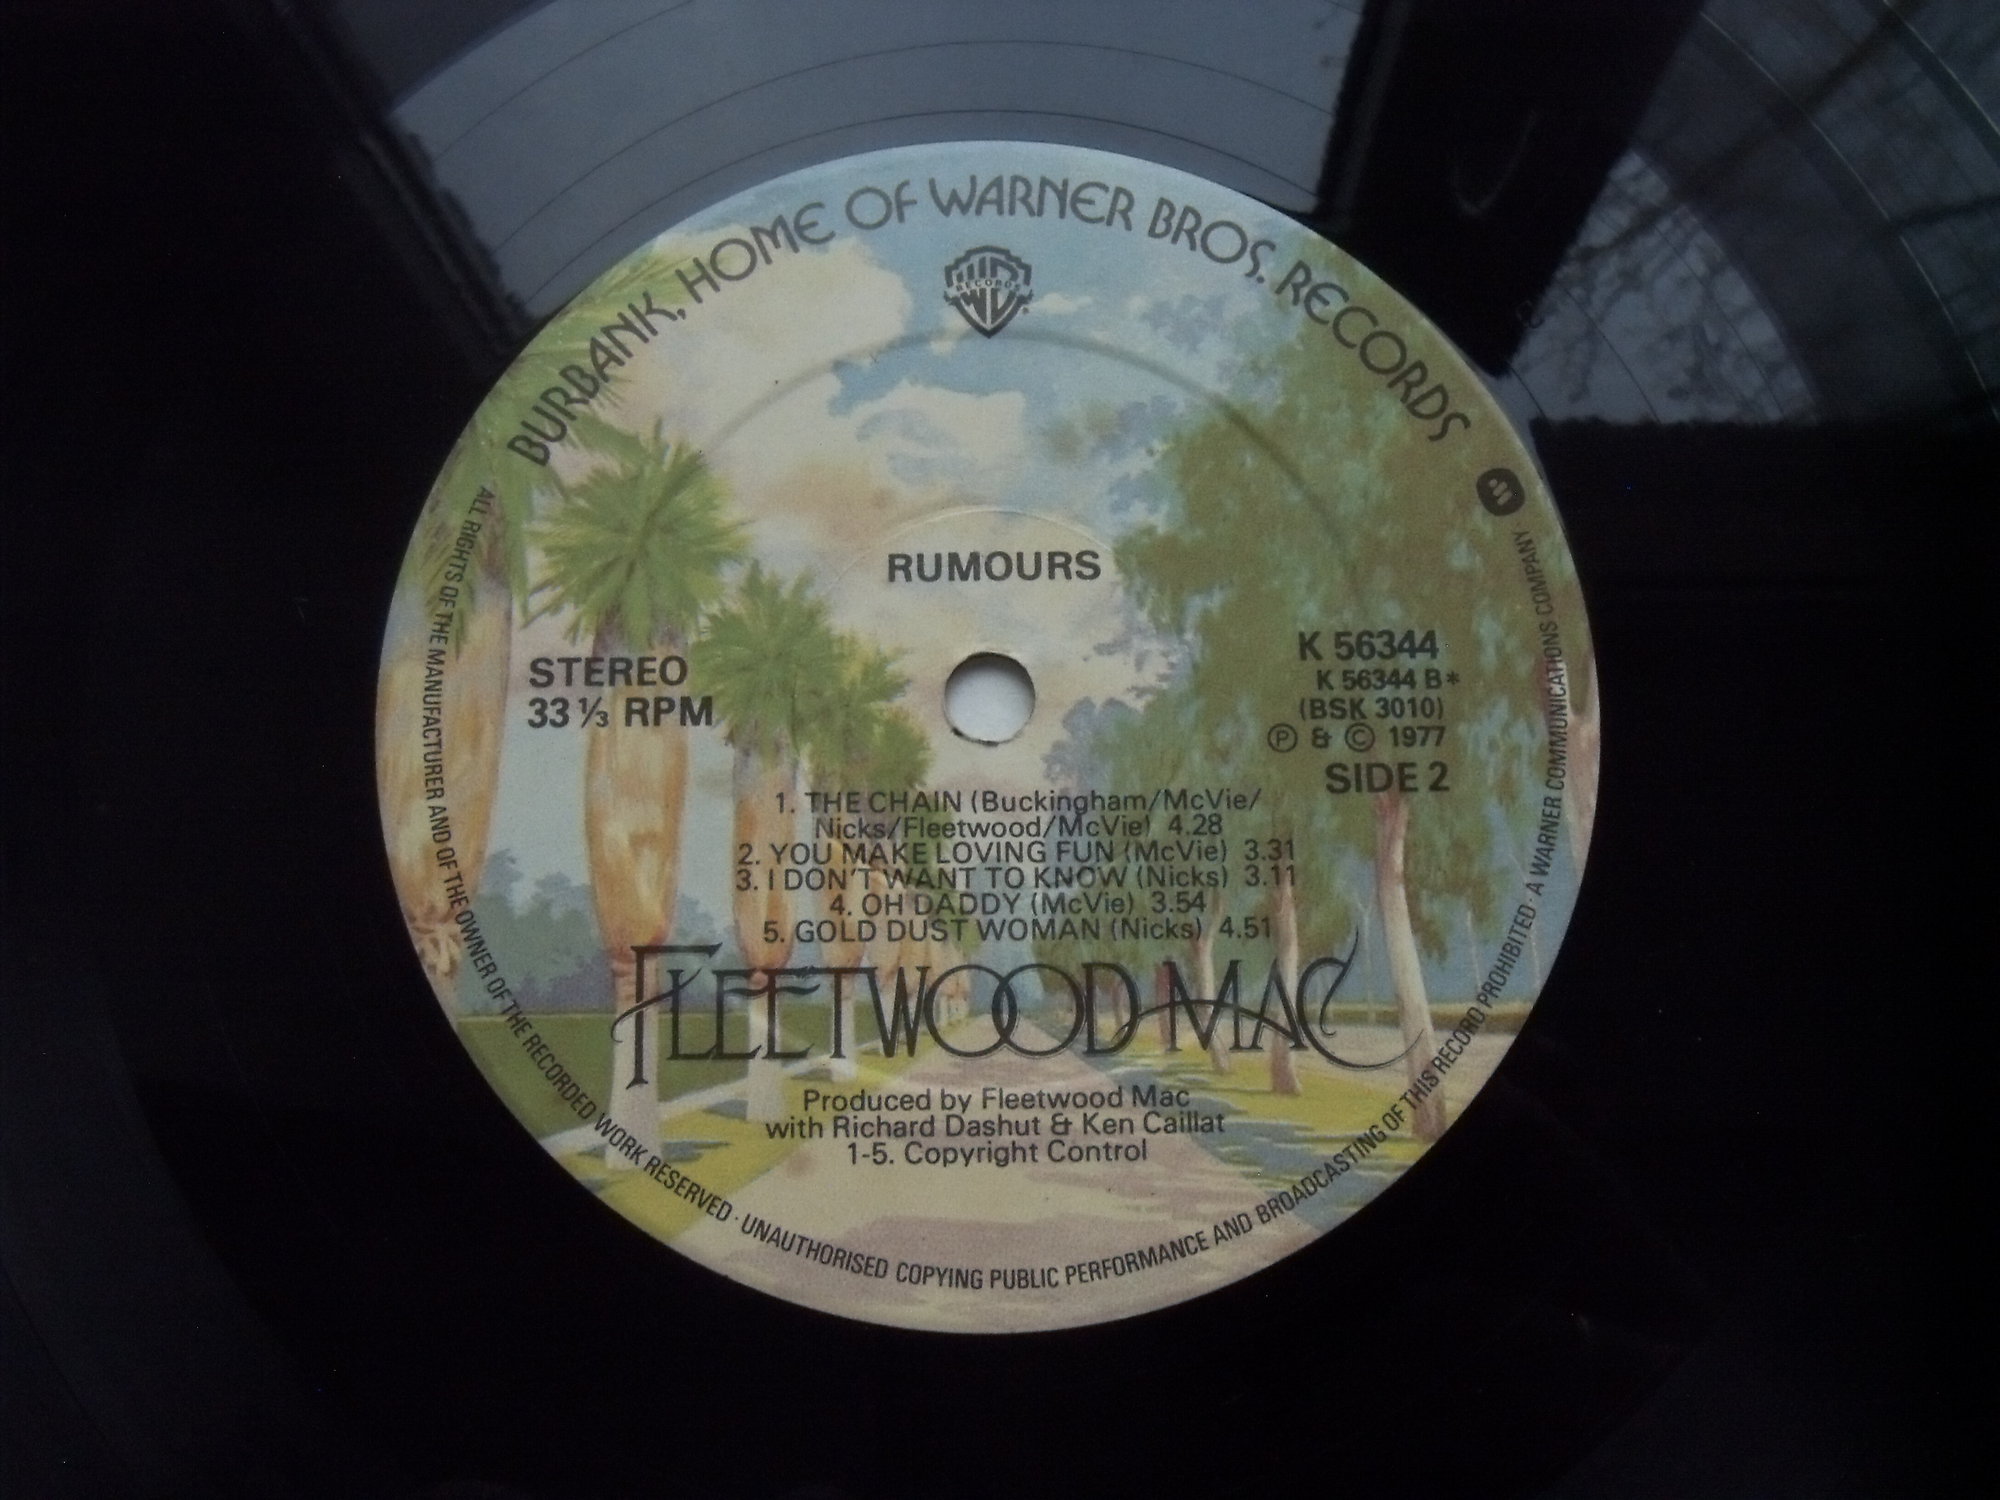 BURBANK, HOME OF WARNER BROS. RECORDS
RECORDS
RUMOURS
STEREO
33 ⅓ RPM
K 56344
K 56344 B*
(BSK 3010)
Ⓟ & © 1977
SIDE 2
1. THE CHAIN (Buckingham/McVie/
Nicks/Fleetwood/McVie) 4.28
2. YOU MAKE LOVING FUN (McVie) 3.31
3. I DON'T WANT TO KNOW (Nicks) 3.11
4. OH DADDY (McVie) 3.54
5. GOLD DUST WOMAN (Nicks) 4.51
FLEETWOOD MAC
Produced by Fleetwood Mac
with Richard Dashut & Ken Caillat
1-5. Copyright Control
ALL RIGHTS OF THE MANUFACTURER AND OF THE OWNER OF THE RECORDED WORK RESERVED · UNAUTHORISED COPYING PUBLIC PERFORMANCE AND BROADCASTING OF THIS RECORD PROHIBITED · A WARNER COMMUNICATIONS COMPANY ·